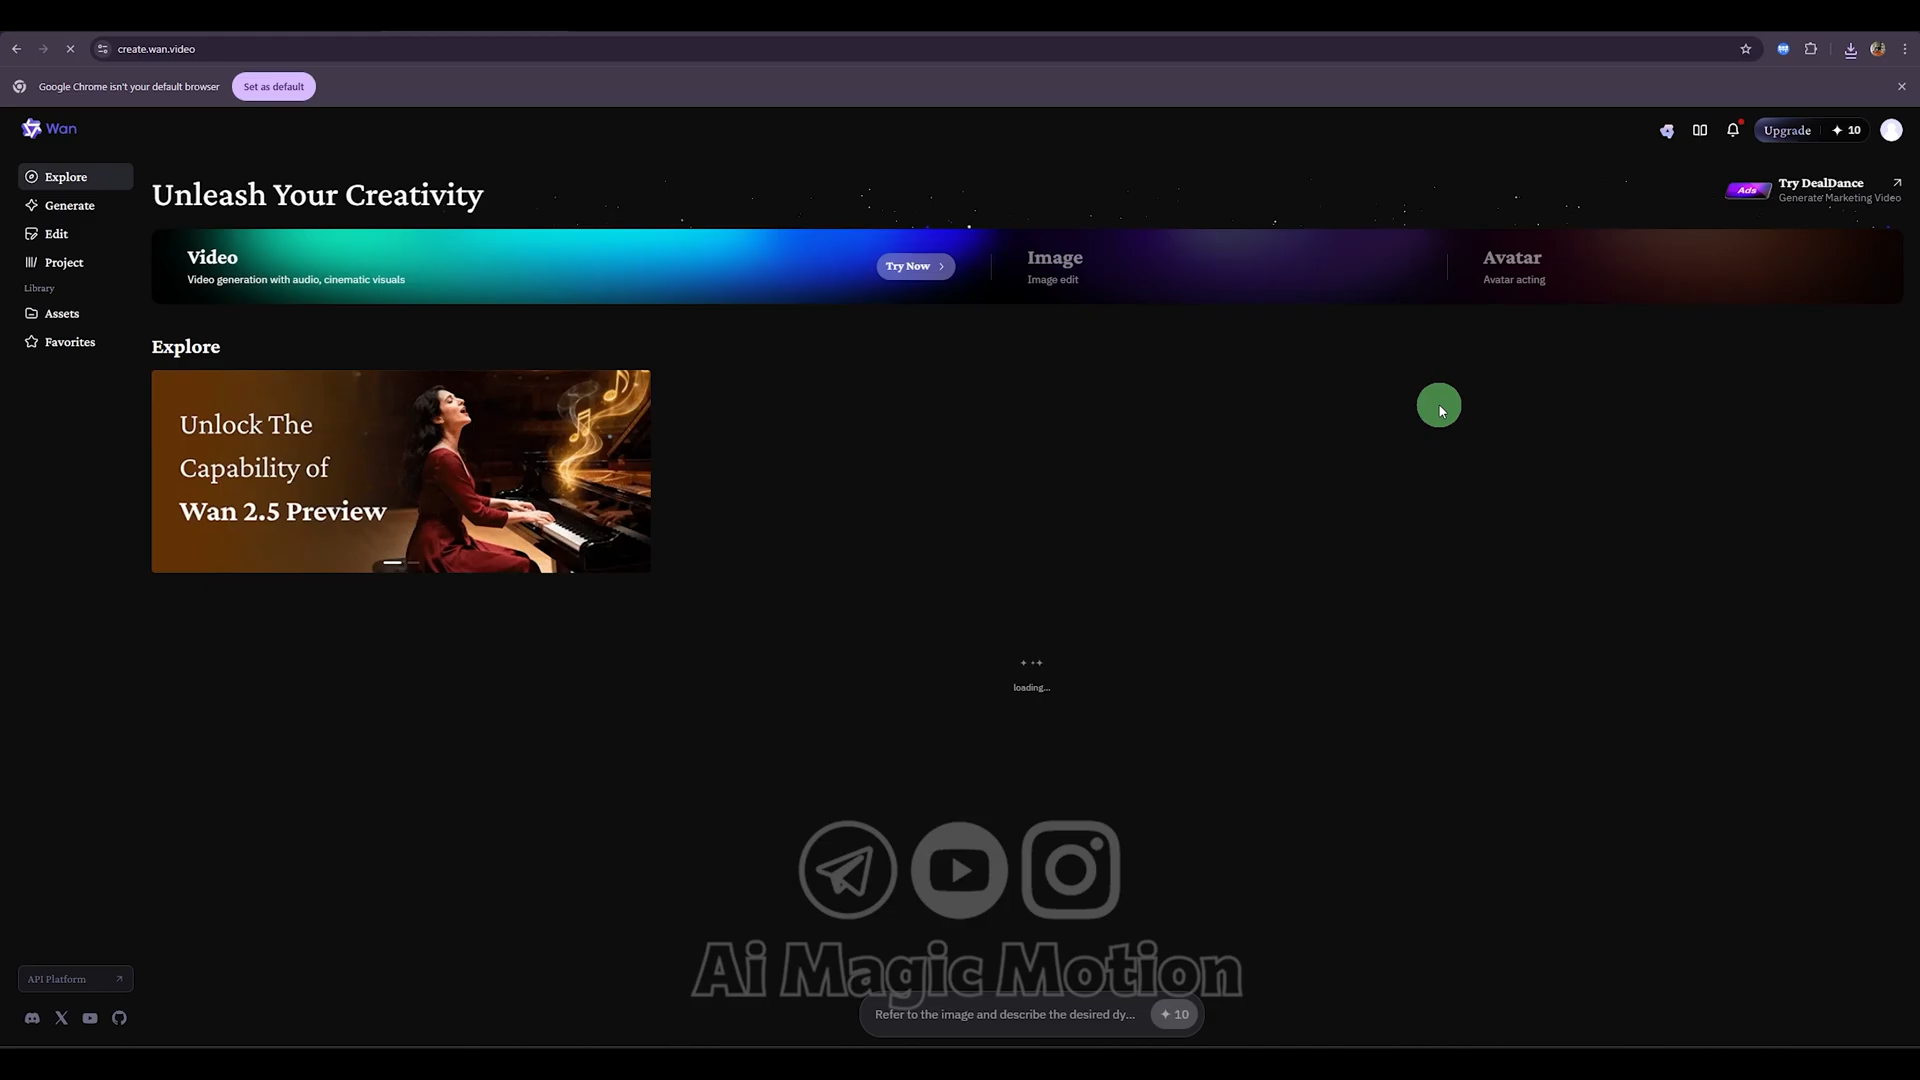 create.wan.video
Google Chrome isn't your default browser
Set as default
Wan
Upgrade
10
Explore
Generate
Edit
Project
Library
Assets
Favorites
Unleash Your Creativity
Try DealDance
Ads
Generate Marketing Video
Video
Video generation with audio, cinematic visuals
Try Now
Image
Image edit
Avatar
Avatar acting
Explore
Unlock The
Capability of
Wan 2.5 Preview
loading...
Ai Magic Motion
API Platform
Refer to the image and describe the desired dy...
10